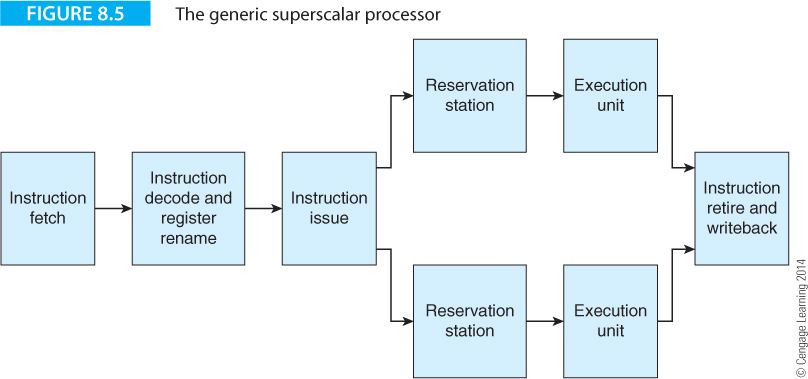 FIGURE 8.5 The generic superscalar processor
Instruction
fetch
Instruction
decode and
register
rename
Instruction
issue
Reservation
station
Execution
unit
Reservation
station
Execution
unit
Instruction
retire and
writeback
© Cengage Learning 2014